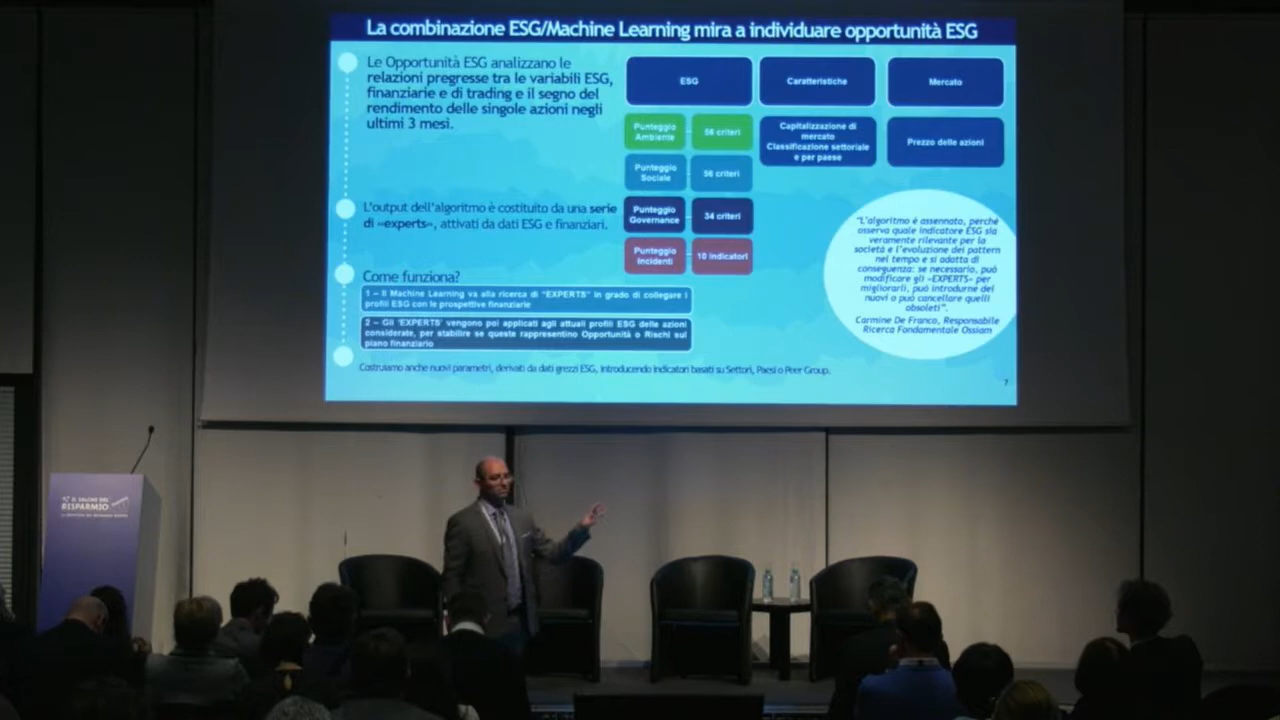 La combinazione ESG/Machine Learning mira a individuare opportunità ESG
Le Opportunità ESG analizzano le
relazioni pregresse tra le variabili ESG,
finanziarie e di trading e il segno del
rendimento delle singole azioni negli
ultimi 3 mesi.
L'output dell'algoritmo è costituito da una serie
di «experts», attivati da dati ESG e finanziari.
Come funziona?
1 – Il Machine Learning va alla ricerca di "EXPERTS" in grado di collegare i
profili ESG con le prospettive finanziarie
2 – Gli 'EXPERTS' vengono poi applicati agli attuali profili ESG delle azioni
considerate, per stabilire se queste rappresentino Opportunità o Rischi sul
piano finanziario
Costruiamo anche nuovi parametri, derivati da dati grezzi ESG, introducendo indicatori basati su Settori, Paesi o Peer Group.
ESG
Caratteristiche
Mercato
Punteggio
Ambiente
56 criteri
Capitalizzazione di
mercato
Classificazione settoriale
e per paese
Prezzo delle azioni
Punteggio
Sociale
56 criteri
Punteggio
Governance
34 criteri
Punteggio
Incidenti
10 indicatori
"L'algoritmo è assennato, perché
osserva quale indicatore ESG sia
veramente rilevante per la
società e l'evoluzione dei pattern
nel tempo e si adatta di
conseguenza: se necessario, può
modificare gli «EXPERTS» per
migliorarli, può introdurne dei
nuovi o può cancellare quelli
obsoleti".
Carmine De Franco, Responsabile
Ricerca Fondamentale Ossiam
7
IL SALONE DEL
RISPARMIO